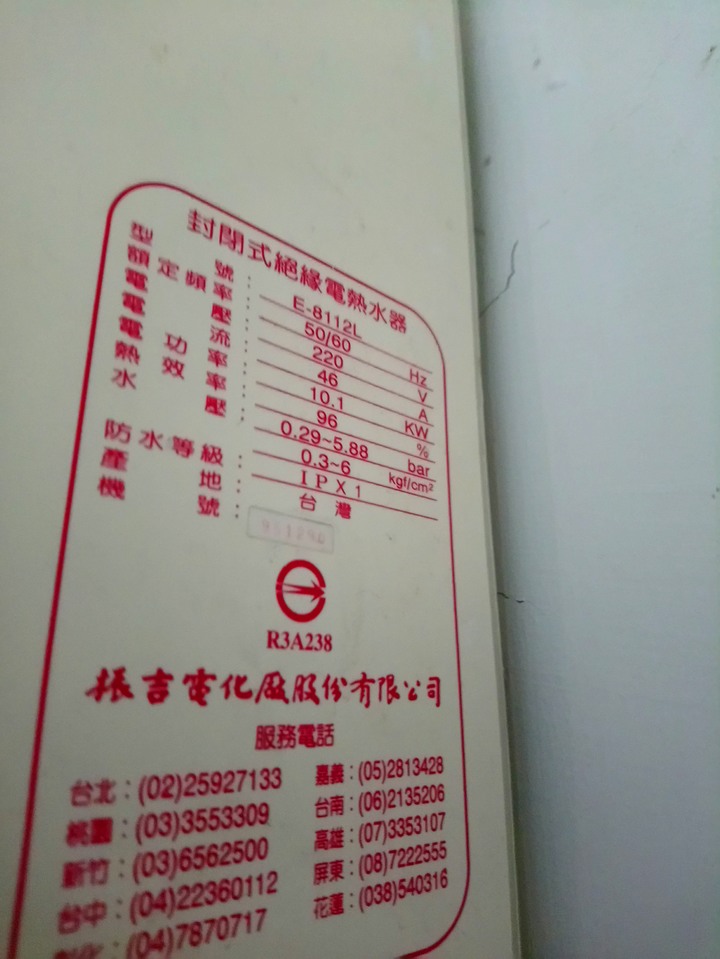 封閉式絕緣電熱水器
型號：E-8112L
額定頻率：50/60 Hz
電壓：220 V
電流：46 A
電功率：10.1 KW
熱效率：96 %
水壓：0.29~5.88 bar
0.3~6 kgf/cm²
防水等級：IPX1
產地：台灣
機號：
R3A238
振吉電化廠股份有限公司
服務電話
台北：(02)25927133
桃園：(03)3553309
新竹：(03)6562500
台中：(04)22360112
彰化：(04)7870717
嘉義：(05)2813428
台南：(06)2135206
高雄：(07)3353107
屏東：(08)7222555
花蓮：(038)540316